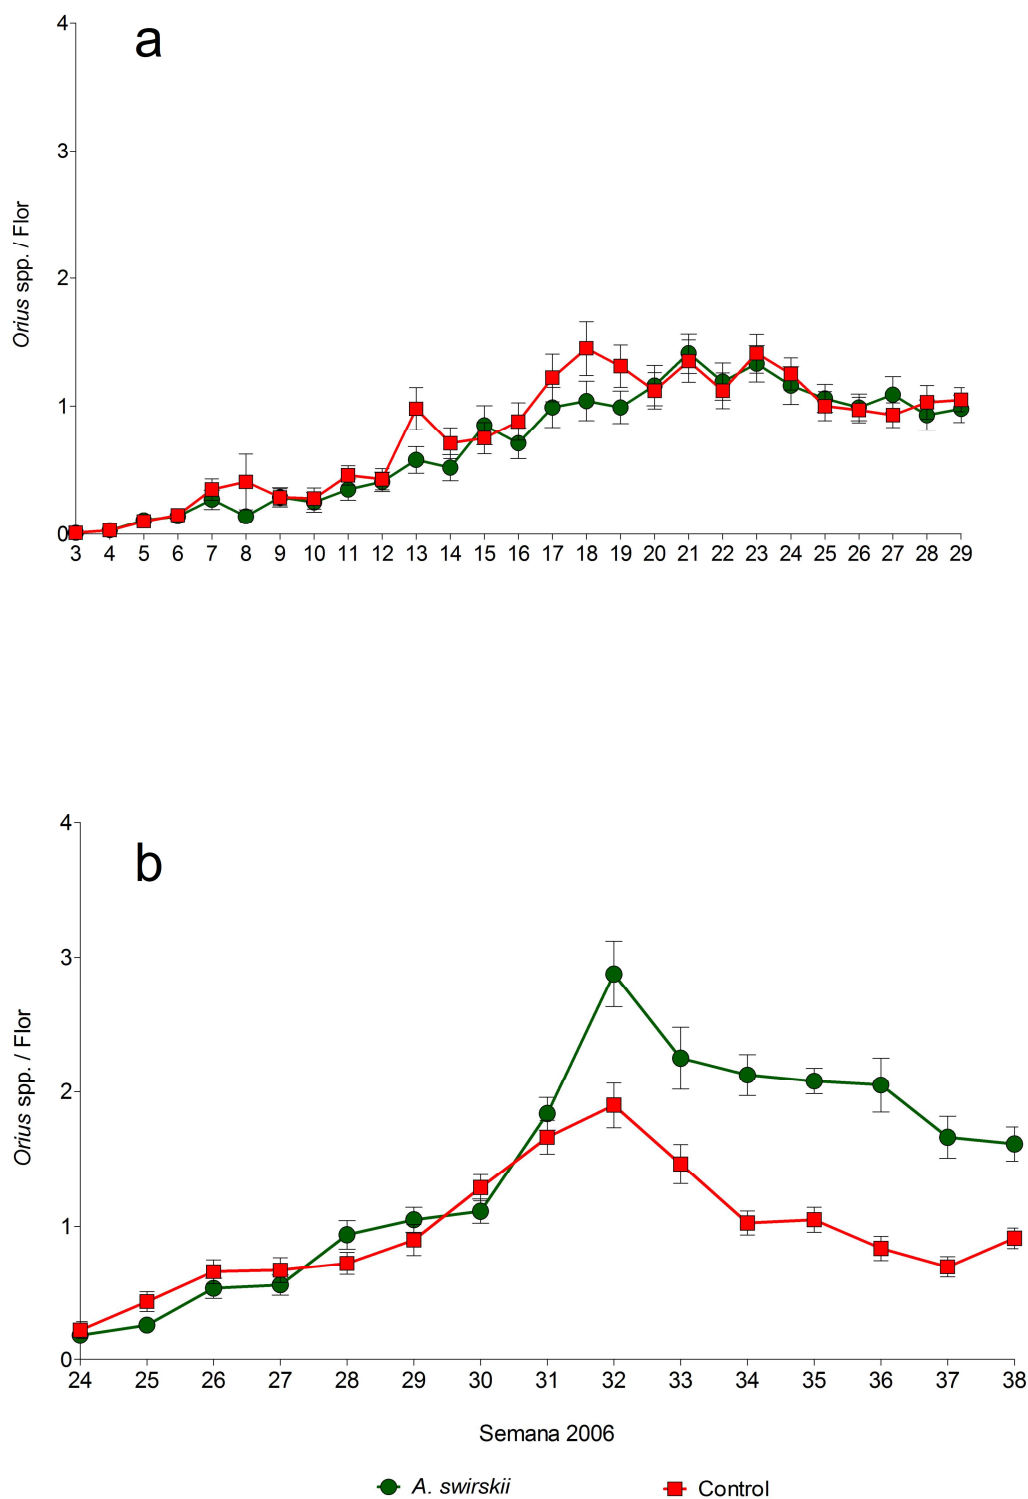 a
4
3
2
1
0
Orius spp. / Flor
3 4 5 6 7 8 9 10 11 12 13 14 15 16 17 18 19 20 21 22 23 24 25 26 27 28 29
b
4
3
2
1
0
Orius spp. / Flor
24 25 26 27 28 29 30 31 32 33 34 35 36 37 38
Semana 2006
A. swirskii Control